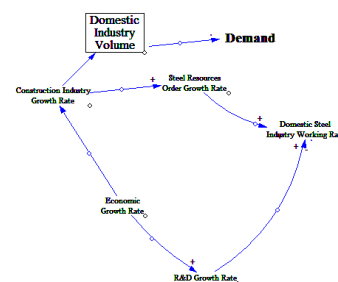 Domestic
Industry
Volume
Demand
Steel Resources
Order Growth Rate
Construction Industry
Growth Rate
+
+
Domestic Steel
Industry Working Ra
+
Economic
Growth Rate
+
R&D Growth Rate